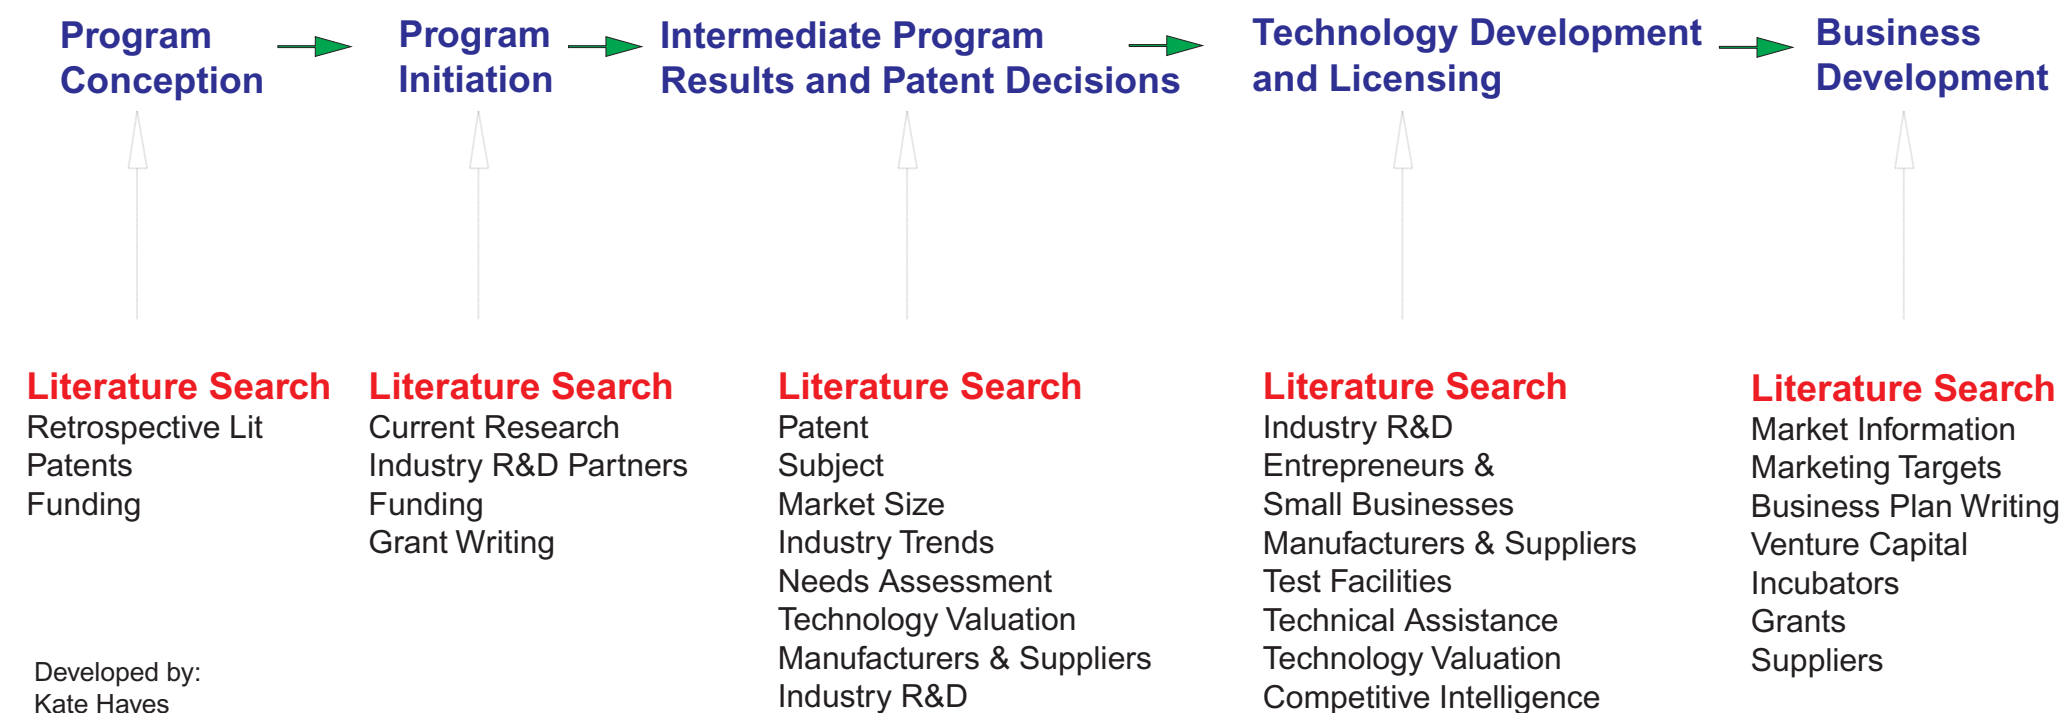 Program
Conception
Program
Initiation
Intermediate Program
Results and Patent Decisions
Technology Development
and Licensing
Business
Development
Literature Search
Retrospective Lit
Patents
Funding
Literature Search
Current Research
Industry R&D Partners
Funding
Grant Writing
Literature Search
Patent
Subject
Market Size
Industry Trends
Needs Assessment
Technology Valuation
Manufacturers & Suppliers
Industry R&D
Literature Search
Industry R&D
Entrepreneurs &
Small Businesses
Manufacturers & Suppliers
Test Facilities
Technical Assistance
Technology Valuation
Competitive Intelligence
Literature Search
Market Information
Marketing Targets
Business Plan Writing
Venture Capital
Incubators
Grants
Suppliers
Developed by:
Kate Hayes